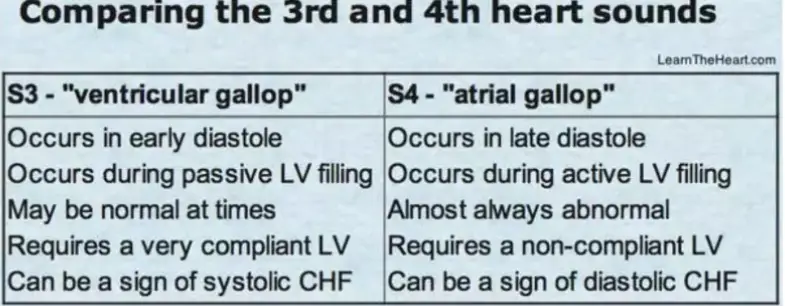 Comparing the 3rd and 4th heart sounds
LearnTheHeart.com
S3 - "ventricular gallop" S4 - "atrial gallop"
Occurs in early diastole Occurs in late diastole
Occurs during passive LV filling Occurs during active LV filling
May be normal at times Almost always abnormal
Requires a very compliant LV Requires a non-compliant LV
Can be a sign of systolic CHF Can be a sign of diastolic CHF